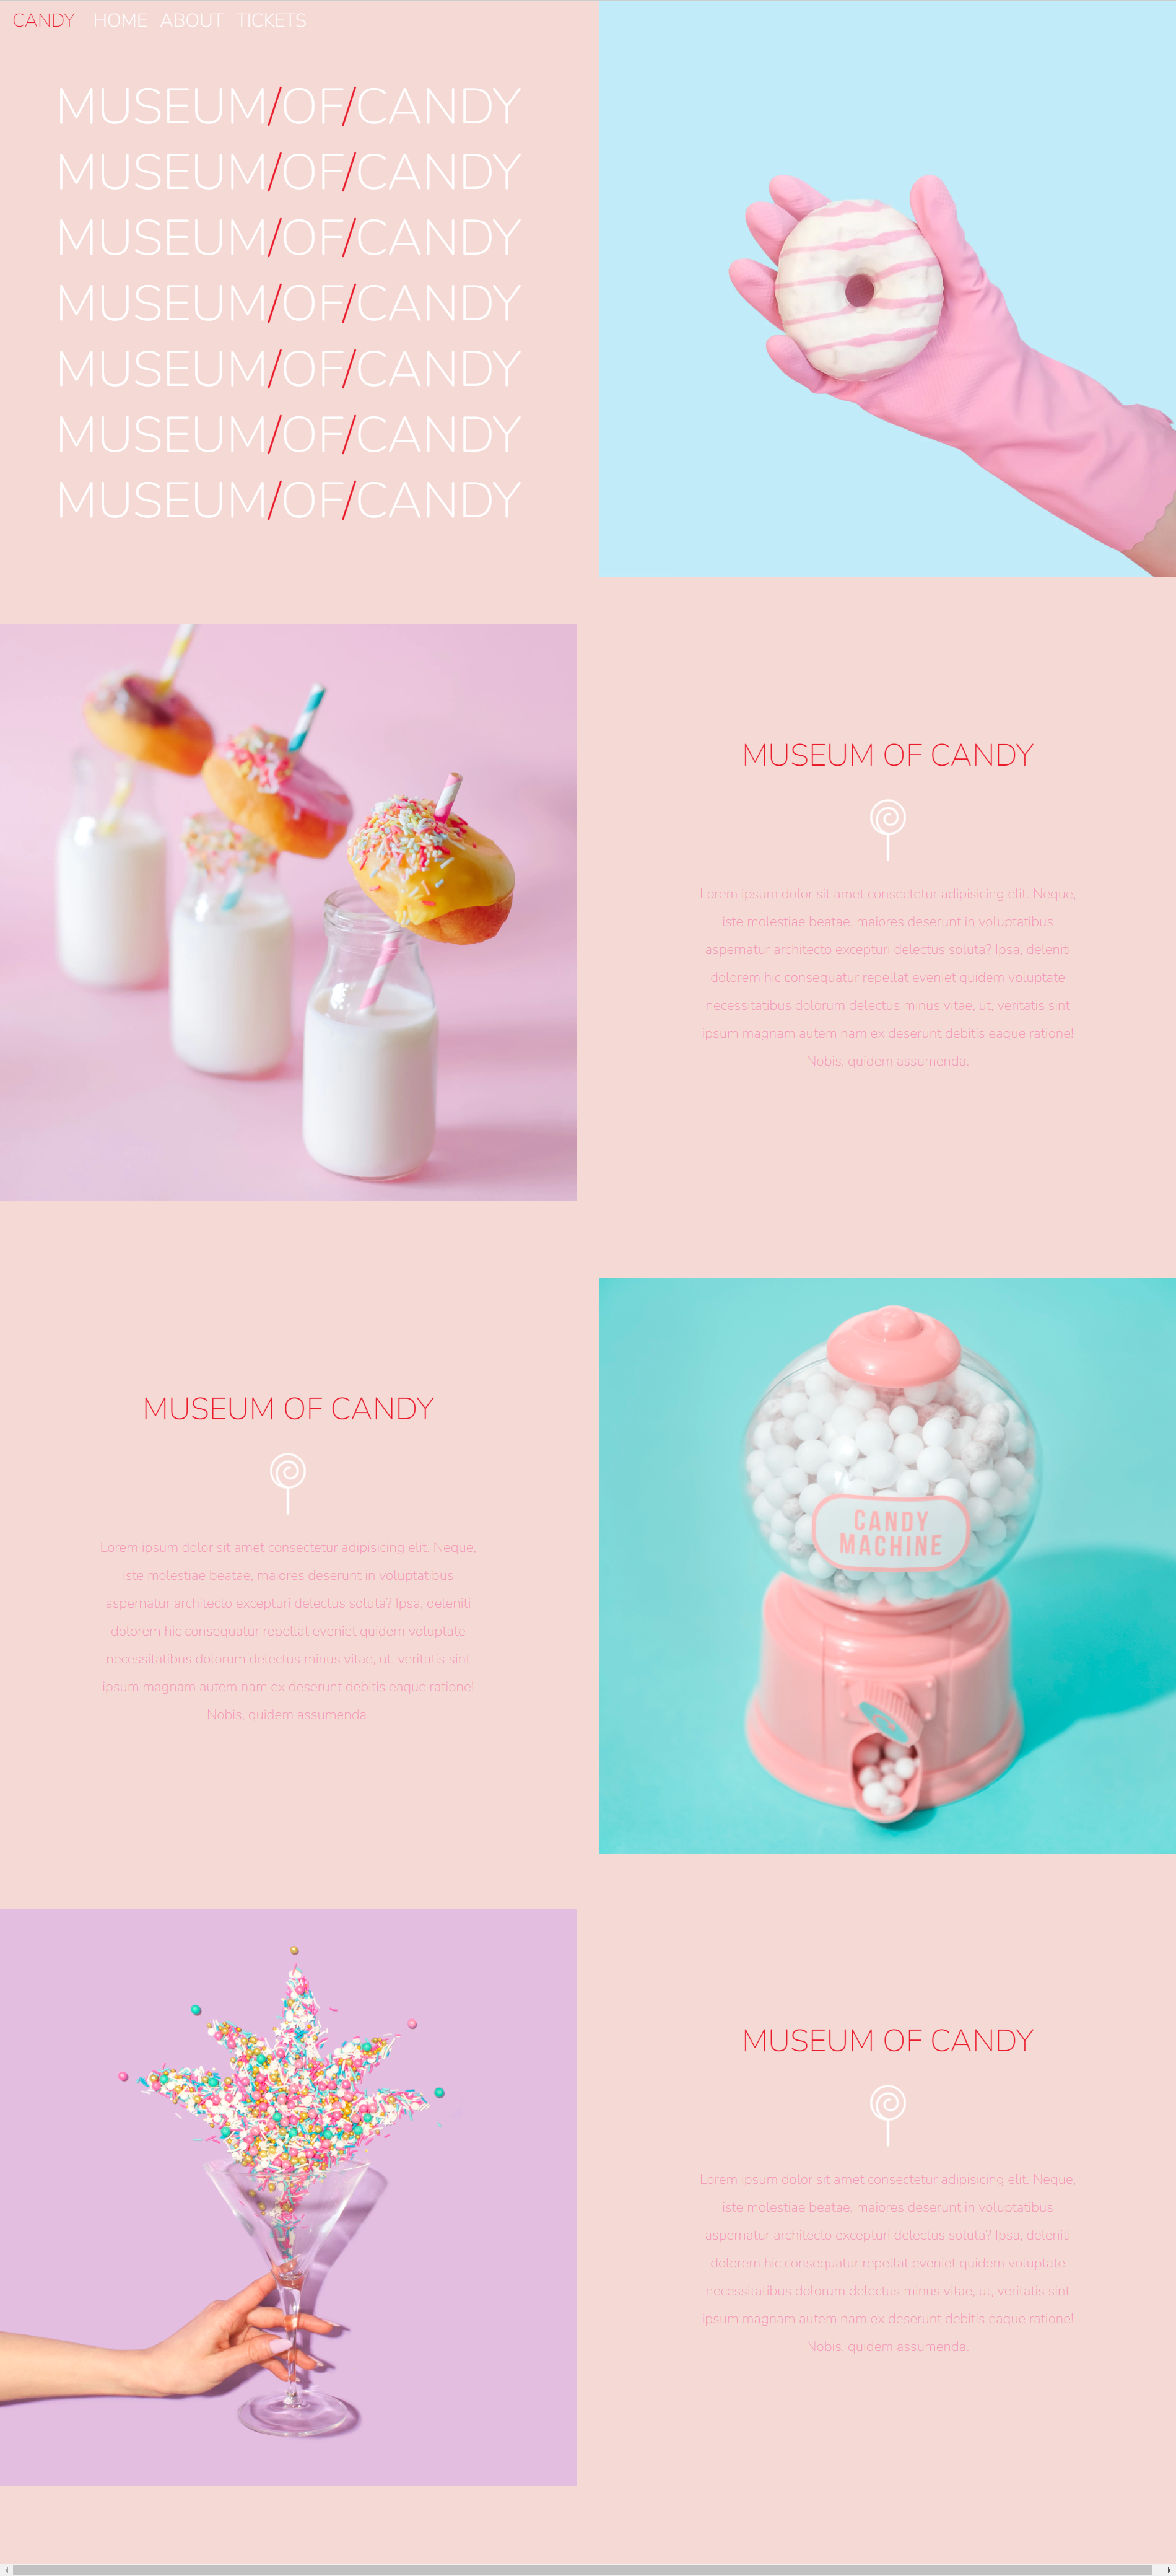 CANDY HOME ABOUT TICKETS
MUSEUM/OF/CANDY
MUSEUM/OF/CANDY
MUSEUM/OF/CANDY
MUSEUM/OF/CANDY
MUSEUM/OF/CANDY
MUSEUM/OF/CANDY
MUSEUM/OF/CANDY
MUSEUM OF CANDY
Lorem ipsum dolor sit amet consectetur adipisicing elit. Neque,
iste molestiae beatae, maiores deserunt in voluptatibus
aspernatur architecto excepturi delectus soluta? Ipsa, deleniti
dolorem hic consequatur repellat eveniet quidem voluptate
necessitatibus dolorum delectus minus vitae, ut, veritatis sint
ipsum magnam autem nam ex deserunt debitis eaque ratione!
Nobis, quidem assumenda.
MUSEUM OF CANDY
Lorem ipsum dolor sit amet consectetur adipisicing elit. Neque,
iste molestiae beatae, maiores deserunt in voluptatibus
aspernatur architecto excepturi delectus soluta? Ipsa, deleniti
dolorem hic consequatur repellat eveniet quidem voluptate
necessitatibus dolorum delectus minus vitae, ut, veritatis sint
ipsum magnam autem nam ex deserunt debitis eaque ratione!
Nobis, quidem assumenda.
CANDY
MACHINE
MUSEUM OF CANDY
Lorem ipsum dolor sit amet consectetur adipisicing elit. Neque,
iste molestiae beatae, maiores deserunt in voluptatibus
aspernatur architecto excepturi delectus soluta? Ipsa, deleniti
dolorem hic consequatur repellat eveniet quidem voluptate
necessitatibus dolorum delectus minus vitae, ut, veritatis sint
ipsum magnam autem nam ex deserunt debitis eaque ratione!
Nobis, quidem assumenda.